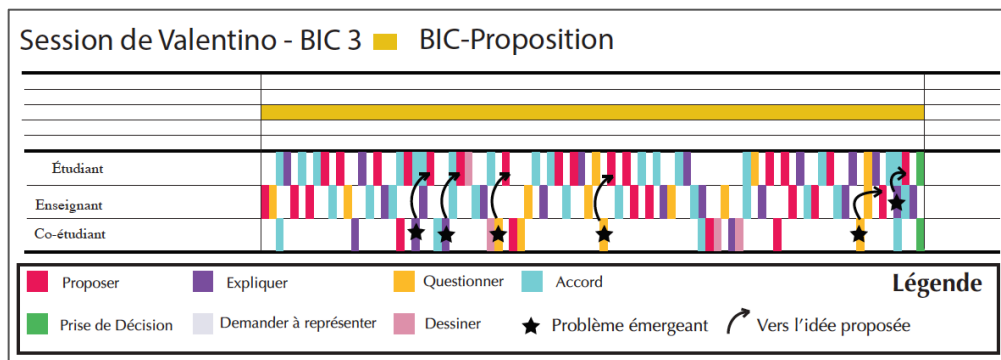 Session de Valentino - BIC 3 BIC-Proposition
Étudiant
Enseignant
Co-étudiant
Proposer Expliquer Questionner Accord Légende
Prise de Décision Demander à représenter Dessiner Problème émergeant Vers l'idée proposée